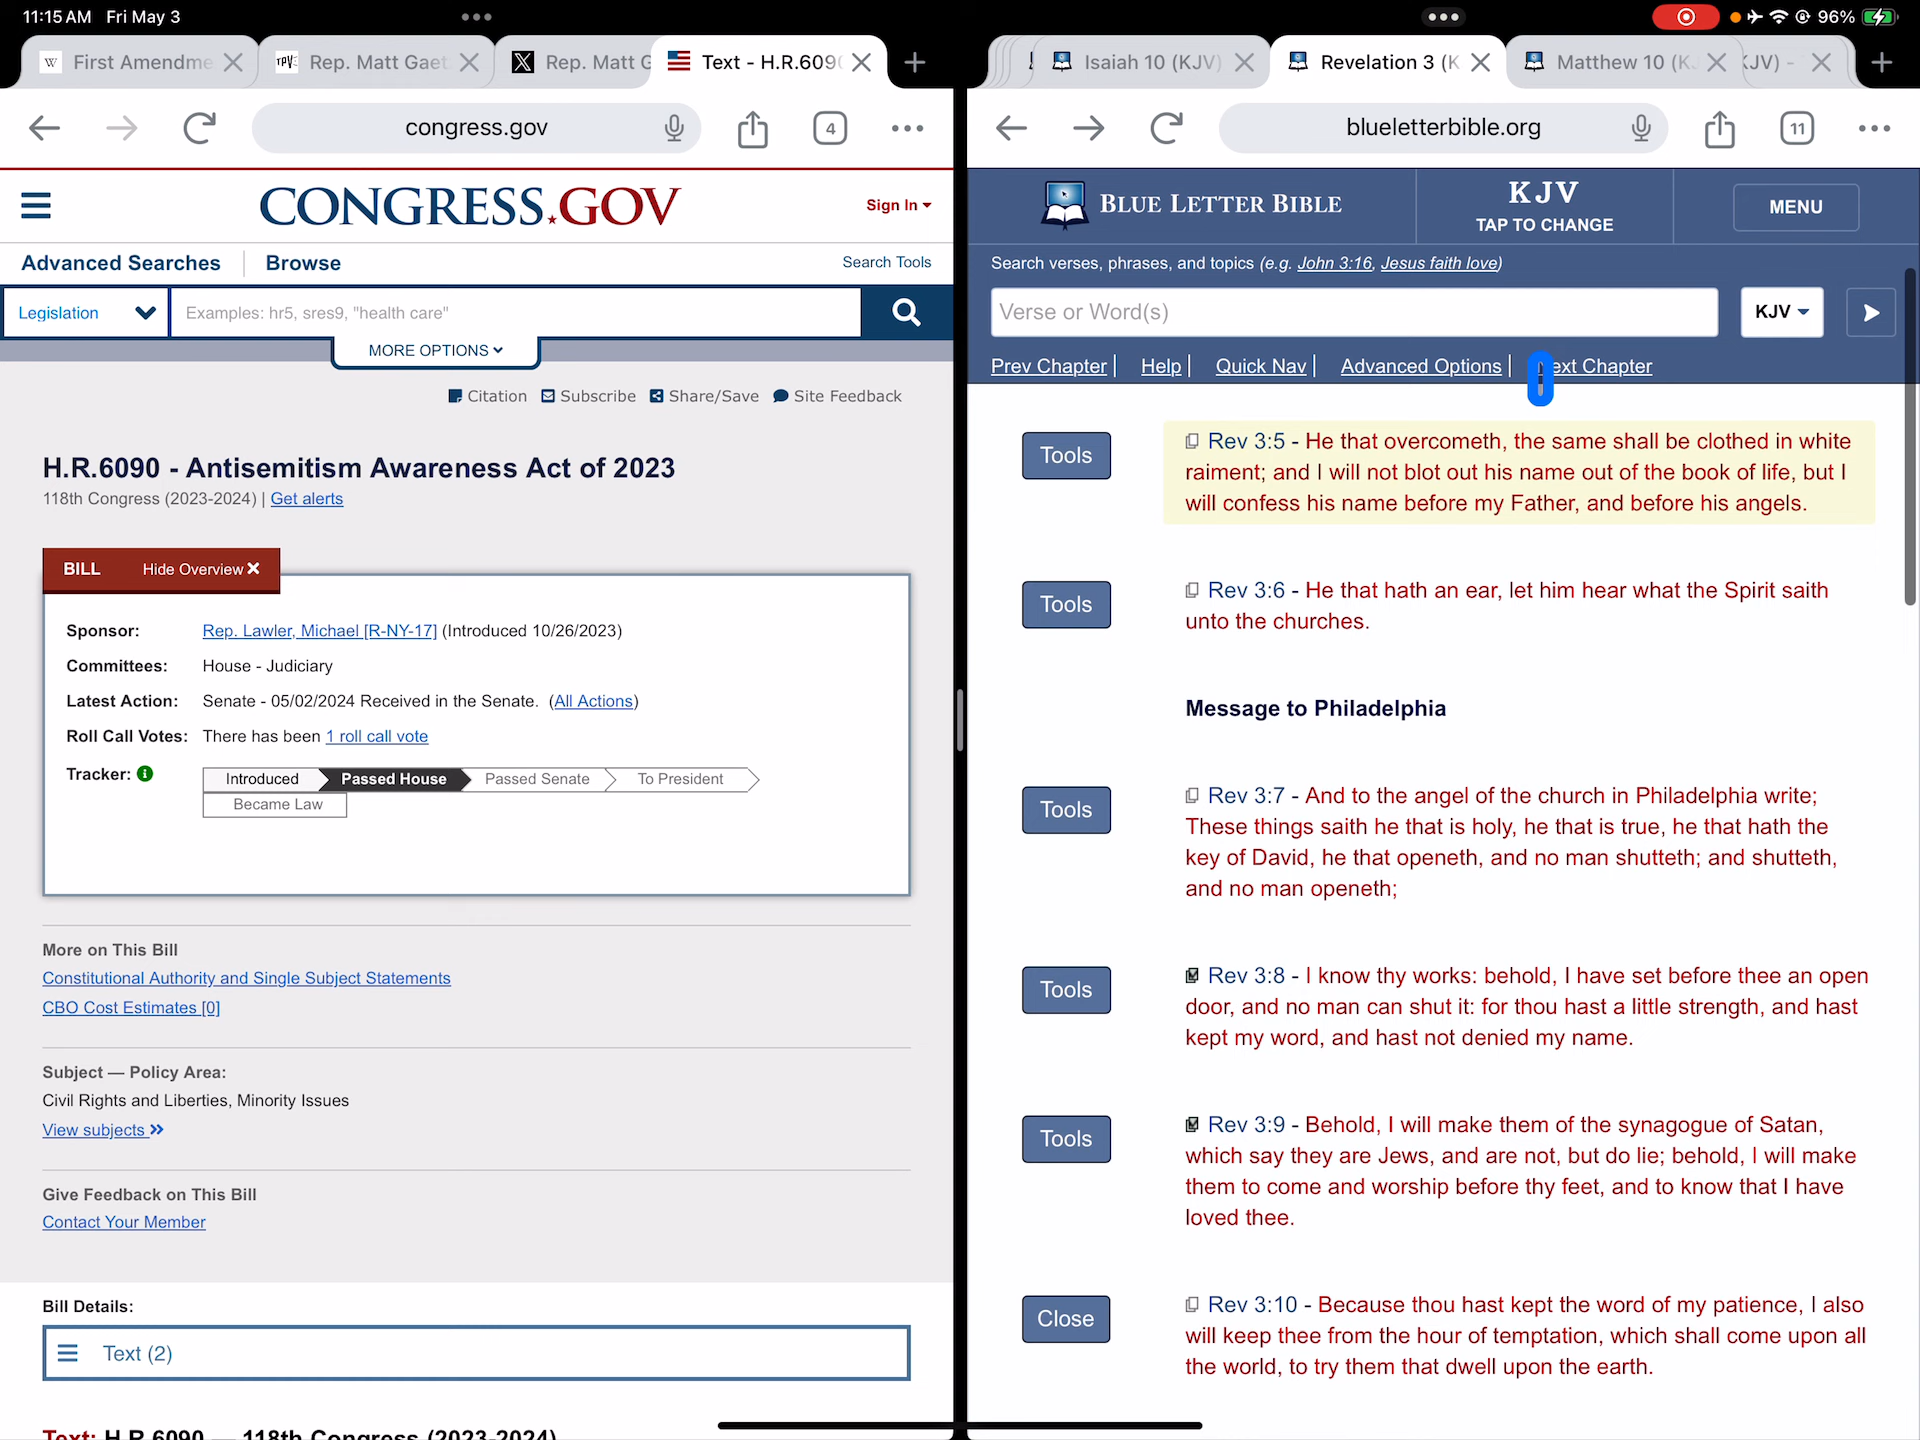 11:15 AM Fri May 3
96%
First Amendme
Rep. Matt Gaet
Rep. Matt G
Text - H.R.609
congress.gov
4
CONGRESS.GOV
Sign In
Advanced Searches
Browse
Search Tools
Legislation
Examples: hr5, sres9, "health care"
MORE OPTIONS
Citation
Subscribe
Share/Save
Site Feedback
H.R.6090 - Antisemitism Awareness Act of 2023
118th Congress (2023-2024) | Get alerts
BILL
Hide Overview
Sponsor: Rep. Lawler, Michael [R-NY-17] (Introduced 10/26/2023)
Committees: House - Judiciary
Latest Action: Senate - 05/02/2024 Received in the Senate. (All Actions)
Roll Call Votes: There has been 1 roll call vote
Tracker: Introduced Passed House Passed Senate To President
Became Law
More on This Bill
Constitutional Authority and Single Subject Statements
CBO Cost Estimates [0]
Subject — Policy Area:
Civil Rights and Liberties, Minority Issues
View subjects
Give Feedback on This Bill
Contact Your Member
Bill Details:
Text (2)
Text: H.R.6090 — 118th Congress (2023-2024)
Isaiah 10 (KJV)
Revelation 3 (K
Matthew 10 (K
KJV) -
blueletterbible.org
11
BLUE LETTER BIBLE
KJV
TAP TO CHANGE
MENU
Search verses, phrases, and topics (e.g. John 3:16, Jesus faith love)
Verse or Word(s)
KJV
Prev Chapter | Help | Quick Nav | Advanced Options | ext Chapter
Tools
Rev 3:5 - He that overcometh, the same shall be clothed in white
raiment; and I will not blot out his name out of the book of life, but I
will confess his name before my Father, and before his angels.
Tools
Rev 3:6 - He that hath an ear, let him hear what the Spirit saith
unto the churches.
Message to Philadelphia
Tools
Rev 3:7 - And to the angel of the church in Philadelphia write;
These things saith he that is holy, he that is true, he that hath the
key of David, he that openeth, and no man shutteth; and shutteth,
and no man openeth;
Tools
Rev 3:8 - I know thy works: behold, I have set before thee an open
door, and no man can shut it: for thou hast a little strength, and hast
kept my word, and hast not denied my name.
Tools
Rev 3:9 - Behold, I will make them of the synagogue of Satan,
which say they are Jews, and are not, but do lie; behold, I will make
them to come and worship before thy feet, and to know that I have
loved thee.
Close
Rev 3:10 - Because thou hast kept the word of my patience, I also
will keep thee from the hour of temptation, which shall come upon all
the world, to try them that dwell upon the earth.